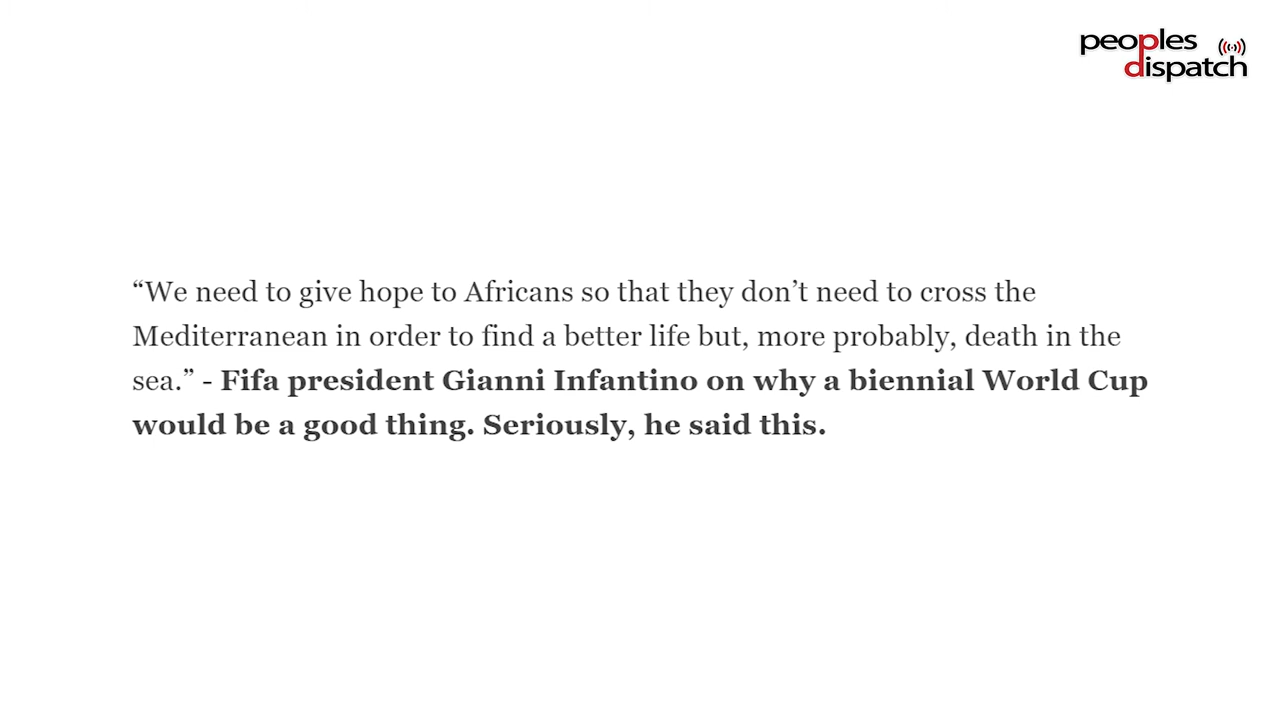 peoples
dispatch
“We need to give hope to Africans so that they don’t need to cross the
Mediterranean in order to find a better life but, more probably, death in the
sea.” - Fifa president Gianni Infantino on why a biennial World Cup
would be a good thing. Seriously, he said this.